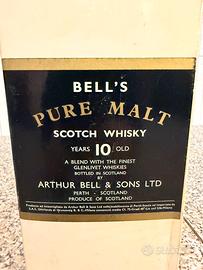 BELL'S
PURE MALT
SCOTCH WHISKY
YEARS 10 OLD
A BLEND WITH THE FINEST
GLENLIVET WHISKIES
BOTTLED IN SCOTLAND
BY
ARTHUR BELL & SONS LTD
PERTH - SCOTLAND
PRODUCE OF SCOTLAND
subito